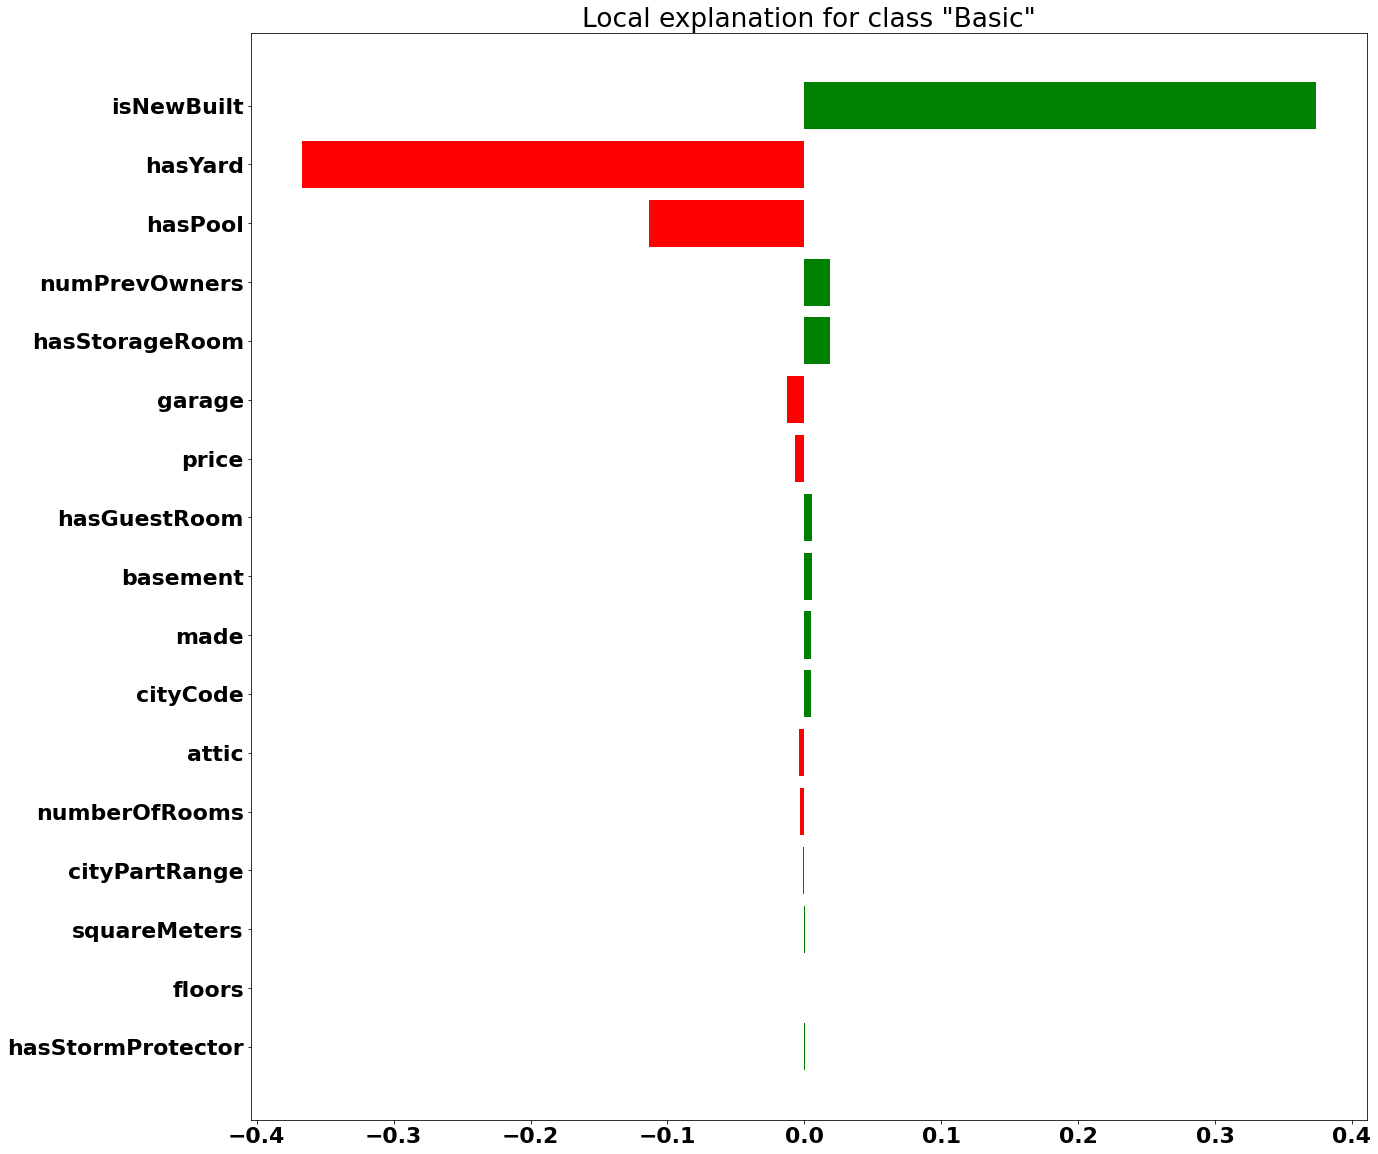 Local explanation for class "Basic"
isNewBuilt
hasYard
hasPool
numPrevOwners
hasStorageRoom
garage
price
hasGuestRoom
basement
made
cityCode
attic
numberOfRooms
cityPartRange
squareMeters
floors
hasStormProtector
−0.4 −0.3 −0.2 −0.1 0.0 0.1 0.2 0.3 0.4